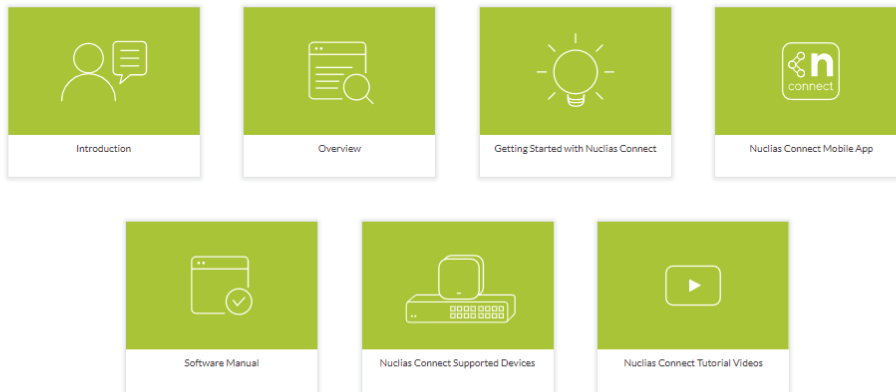 Introduction
Overview
Getting Started with Nuclias Connect
n
connect
Nuclias Connect Mobile App
Software Manual
Nuclias Connect Supported Devices
Nuclias Connect Tutorial Videos